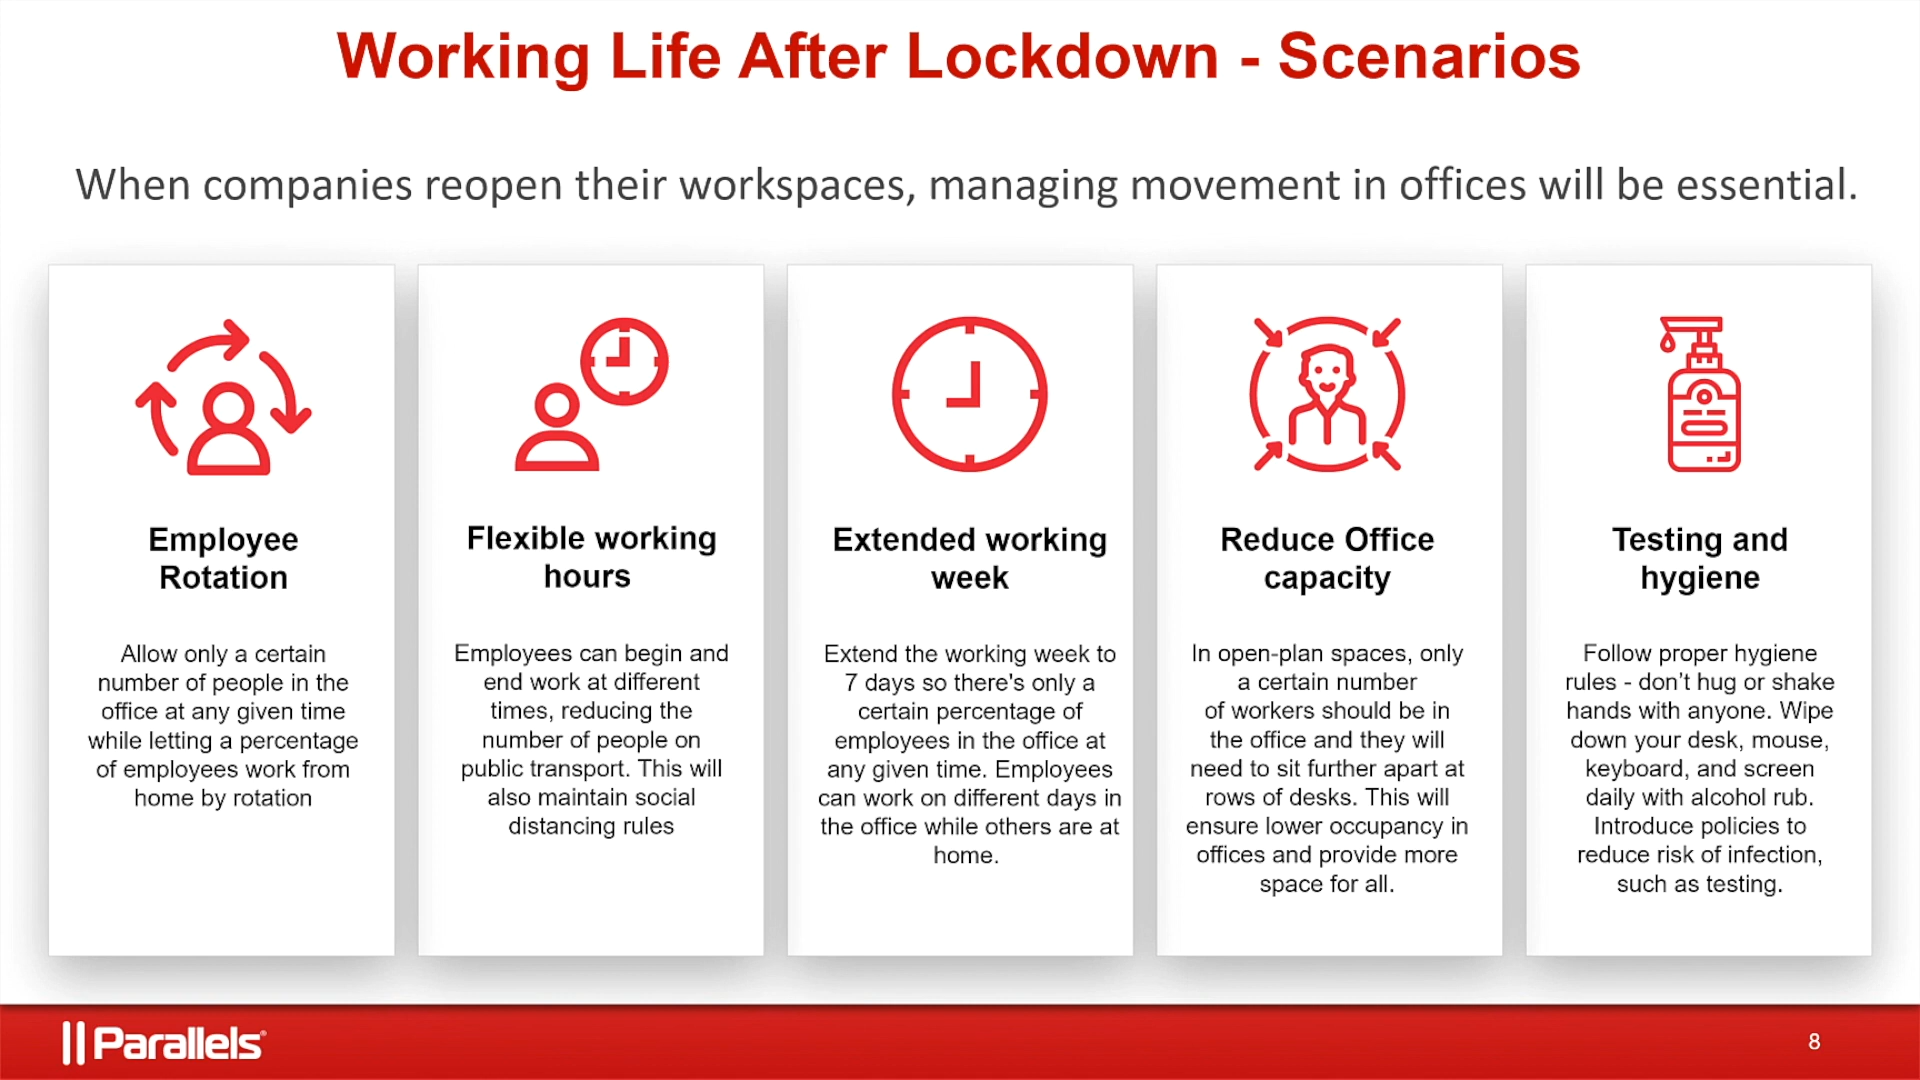 Working Life After Lockdown - Scenarios
When companies reopen their workspaces, managing movement in offices will be essential.
Employee
Rotation
Allow only a certain
number of people in the
office at any given time
while letting a percentage
of employees work from
home by rotation
Flexible working
hours
Employees can begin and
end work at different
times, reducing the
number of people on
public transport. This will
also maintain social
distancing rules
Extended working
week
Extend the working week to
7 days so there's only a
certain percentage of
employees in the office at
any given time. Employees
can work on different days in
the office while others are at
home.
Reduce Office
capacity
In open-plan spaces, only
a certain number
of workers should be in
the office and they will
need to sit further apart at
rows of desks. This will
ensure lower occupancy in
offices and provide more
space for all.
Testing and
hygiene
Follow proper hygiene
rules - don’t hug or shake
hands with anyone. Wipe
down your desk, mouse,
keyboard, and screen
daily with alcohol rub.
Introduce policies to
reduce risk of infection,
such as testing.
Parallels®
8